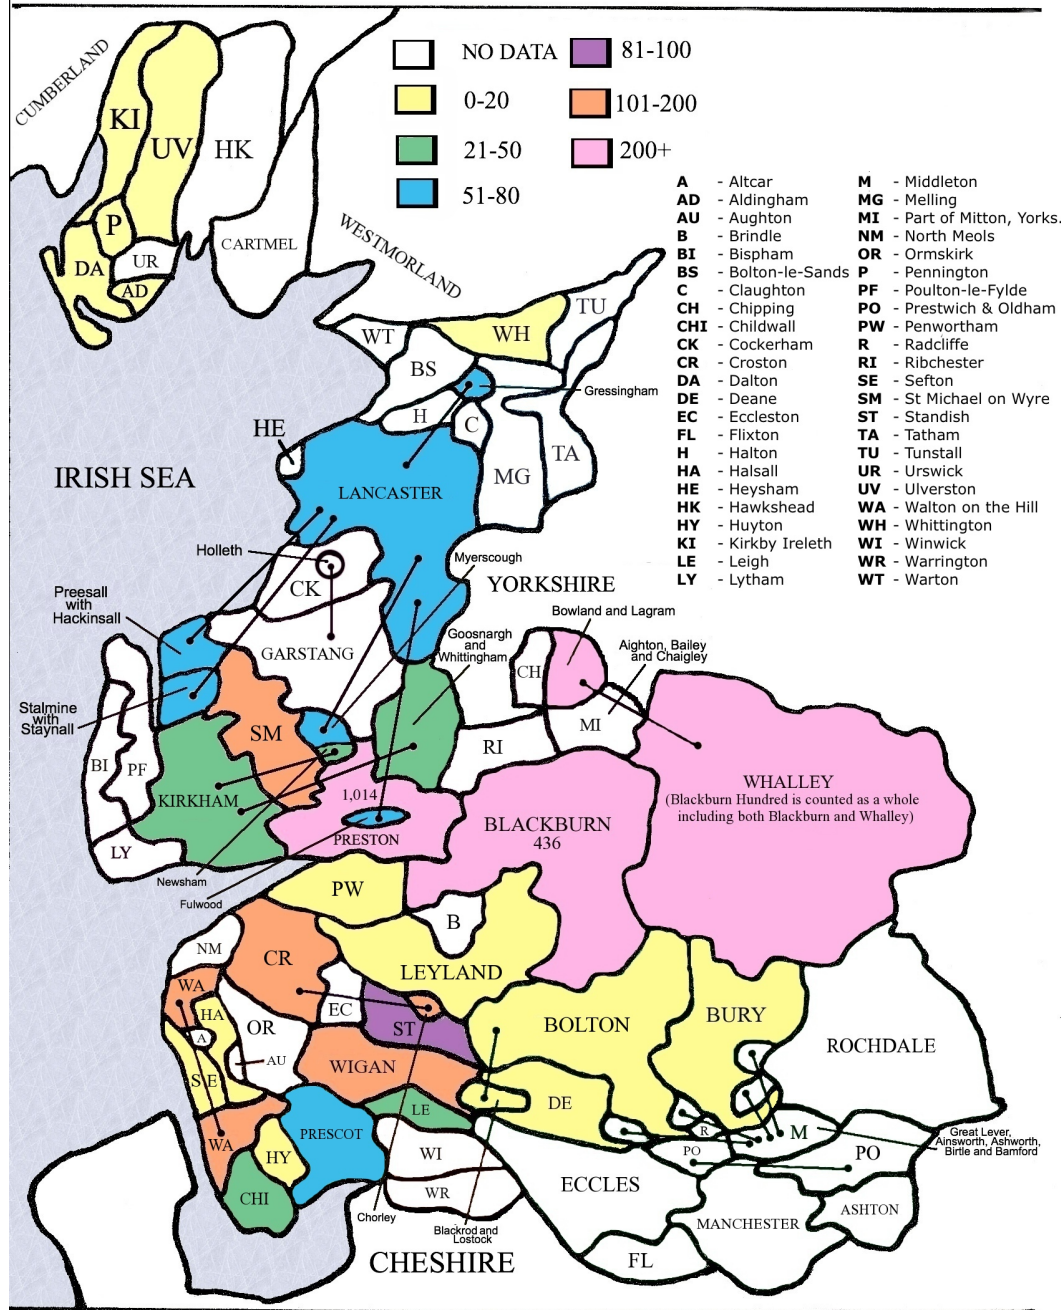 CUMBERLAND
NO DATA
0-20
21-50
51-80
81-100
101-200
200+
A - Altcar
AD - Aldingham
AU - Aughton
B - Brindle
BI - Bispham
BS - Bolton-le-Sands
C - Claughton
CH - Chipping
CHI - Childwall
CK - Cockerham
CR - Croston
DA - Dalton
DE - Deane
EC - Eccleston
FL - Flixton
H - Halton
HA - Halsall
HE - Heysham
HK - Hawkshead
HY - Huyton
KI - Kirkby Ireleth
LE - Leigh
LY - Lytham
M - Middleton
MG - Melling
MI - Part of Mitton, Yorks.
NM - North Meols
OR - Ormskirk
P - Pennington
PF - Poulton-le-Fylde
PO - Prestwich & Oldham
PW - Penwortham
R - Radcliffe
RI - Ribchester
SE - Sefton
SM - St Michael on Wyre
ST - Standish
TA - Tatham
TU - Tunstall
UR - Urswick
UV - Ulverston
WA - Walton on the Hill
WH - Whittington
WI - Winwick
WR - Warrington
WT - Warton
KI
UV
HK
P
DA
UR
AD
CARTMEL
WESTMORLAND
TU
WT
WH
BS
Gressingham
H
C
HE
TA
MG
IRISH SEA
LANCASTER
Holleth
Myerscough
CK
YORKSHIRE
Preesall
with
Hackinsall
Bowland and Lagram
Goosnargh
and
Whittingham
Aighton, Bailey
and Chaigley
GARSTANG
CH
Stalmine
with
Staynall
SM
MI
RI
BI
PF
KIRKHAM
1,014
PRESTON
WHALLEY
(Blackburn Hundred is counted as a whole
including both Blackburn and Whalley)
BLACKBURN
436
LY
Newsham
Fulwood
PW
B
NM
CR
LEYLAND
WA
HA
A
OR
EC
ST
BOLTON
BURY
ROCHDALE
AU
WIGAN
SE
LE
DE
WA
PRESCOT
R
M
Great Lever,
Ainsworth, Ashworth,
Birtle and Bamford
HY
WI
PO
PO
CHI
WR
ECCLES
Chorley
Blackrod and
Lostock
MANCHESTER
ASHTON
CHESHIRE
FL